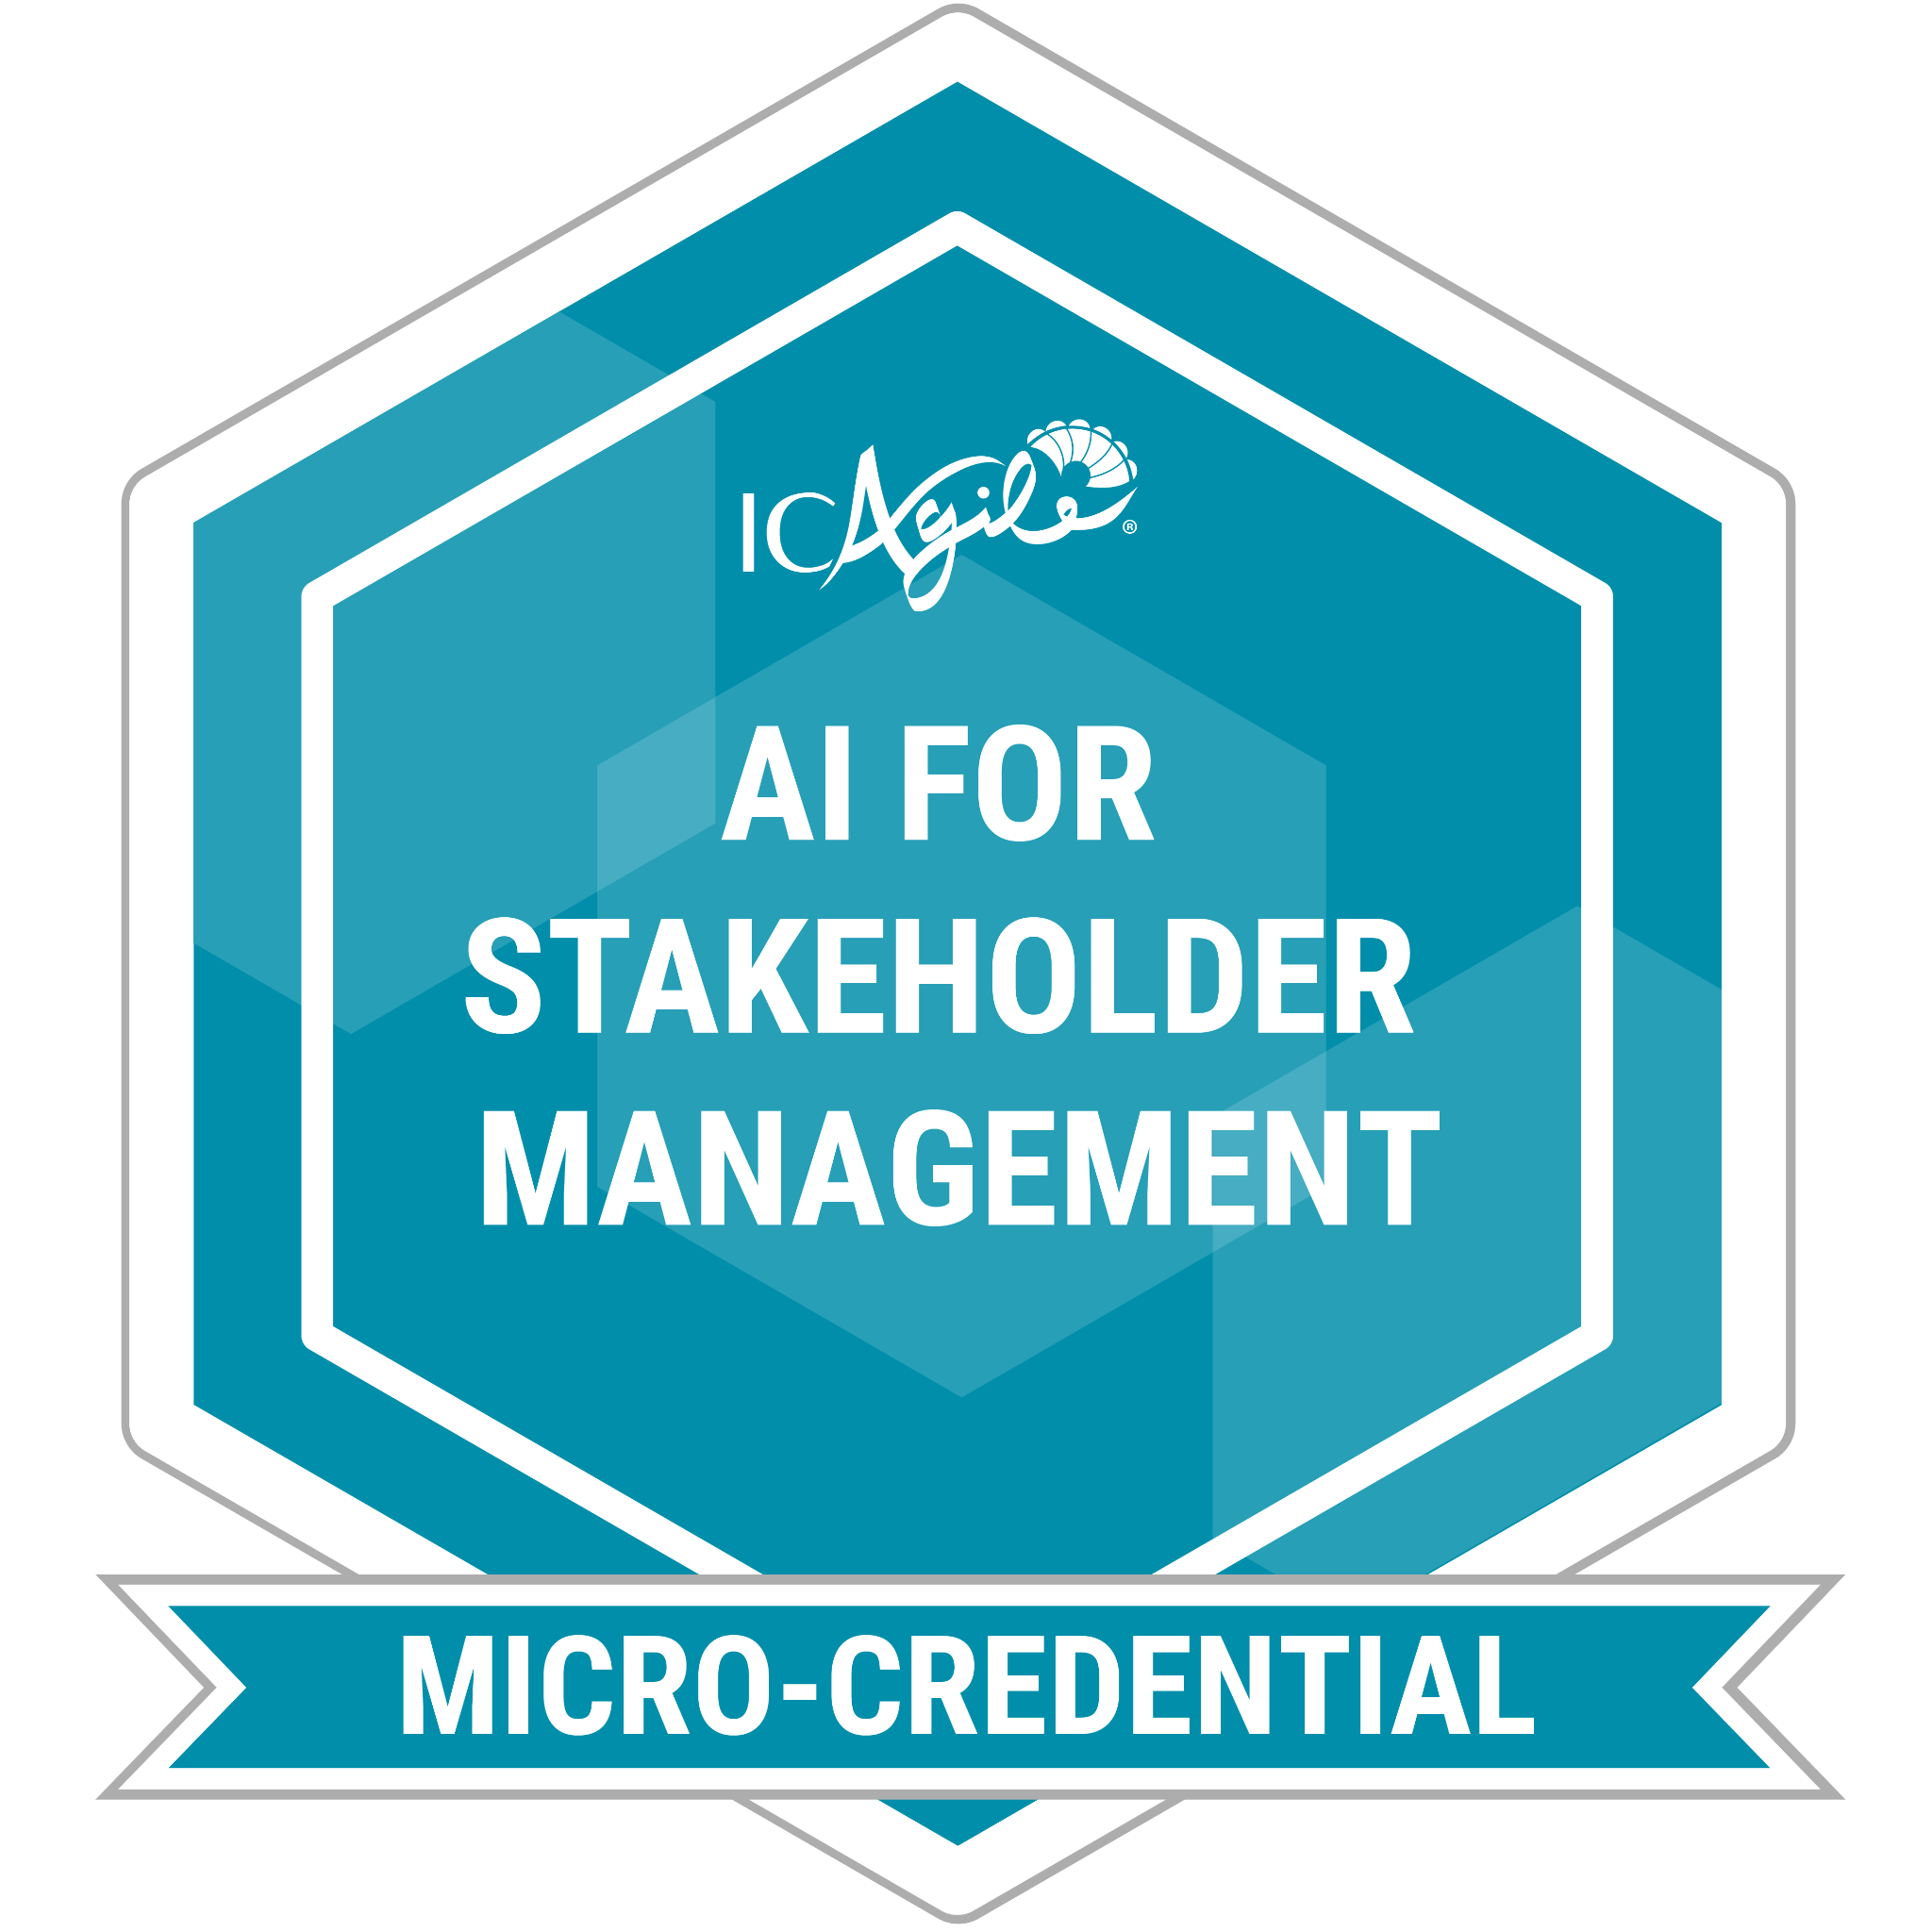 ICAgile®
AI FOR
STAKEHOLDER
MANAGEMENT
MICRO-CREDENTIAL